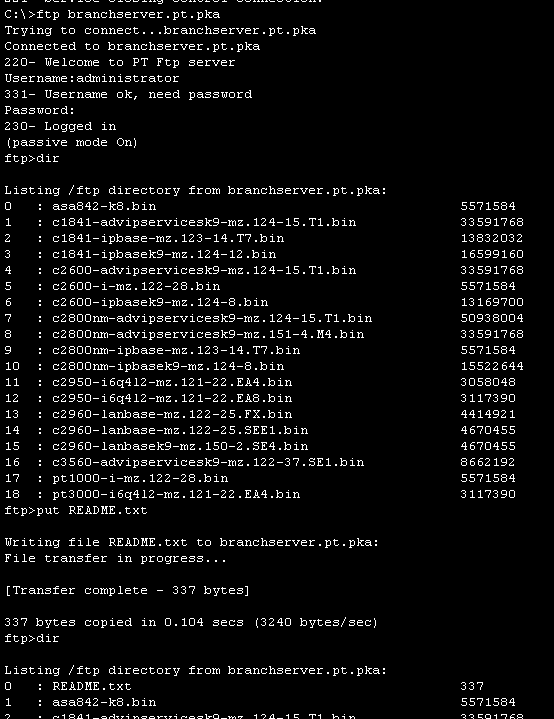 C:\>ftp branchserver.pt.pka
Trying to connect...branchserver.pt.pka
Connected to branchserver.pt.pka
220- Welcome to PT Ftp server
Username:administrator
331- Username ok, need password
Password:
230- Logged in
(passive mode On)
ftp>dir
Listing /ftp directory from branchserver.pt.pka:
0 : asa842-k8.bin 5571584
1 : c1841-advipservicesk9-mz.124-15.T1.bin 33591768
2 : c1841-ipbase-mz.123-14.T7.bin 13832032
3 : c1841-ipbasek9-mz.124-12.bin 16599160
4 : c2600-advipservicesk9-mz.124-15.T1.bin 33591768
5 : c2600-i-mz.122-28.bin 5571584
6 : c2600-ipbasek9-mz.124-8.bin 13169700
7 : c2800nm-advipservicesk9-mz.124-15.T1.bin 50938004
8 : c2800nm-advipservicesk9-mz.151-4.M4.bin 33591768
9 : c2800nm-ipbase-mz.123-14.T7.bin 5571584
10 : c2800nm-ipbasek9-mz.124-8.bin 15522644
11 : c2950-i6q4l2-mz.121-22.EA4.bin 3058048
12 : c2950-i6q4l2-mz.121-22.EA8.bin 3117390
13 : c2960-lanbase-mz.122-25.FX.bin 4414921
14 : c2960-lanbase-mz.122-25.SEE1.bin 4670455
15 : c2960-lanbasek9-mz.150-2.SE4.bin 4670455
16 : c3560-advipservicesk9-mz.122-37.SE1.bin 8662192
17 : pt1000-i-mz.122-28.bin 5571584
18 : pt3000-i6q4l2-mz.121-22.EA4.bin 3117390
ftp>put README.txt
Writing file README.txt to branchserver.pt.pka:
File transfer in progress...
[Transfer complete - 337 bytes]
337 bytes copied in 0.104 secs (3240 bytes/sec)
ftp>dir
Listing /ftp directory from branchserver.pt.pka:
0 : README.txt 337
1 : asa842-k8.bin 5571584
2 : c1841-advipservicesk9-mz.124-15.T1.bin 33591768